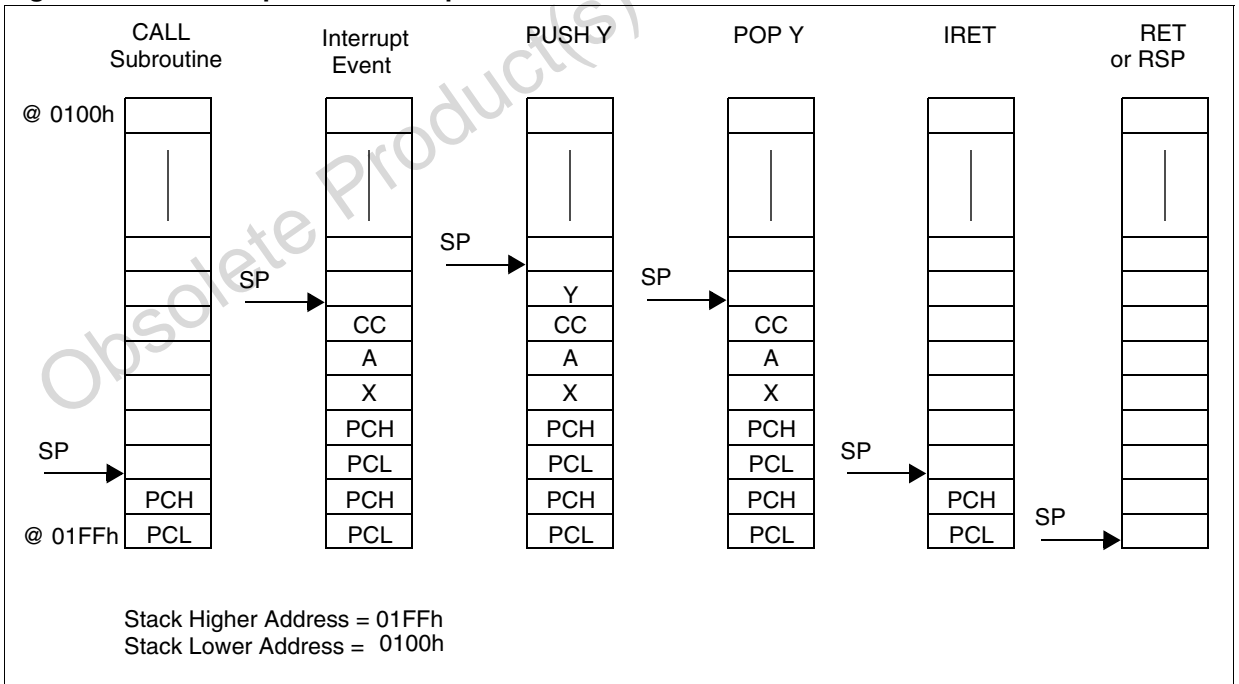 CALL
Subroutine
Interrupt
Event
PUSH Y
POP Y
IRET
RET
or RSP
@ 0100h
SP
SP
SP
Y
SP
CC
CC
CC
A
A
A
X
X
X
PCH
PCH
PCH
SP
PCL
PCL
PCL
SP
PCH
PCH
PCH
PCH
PCH
SP
@ 01FFh
PCL
PCL
PCL
PCL
PCL
Stack Higher Address = 01FFh
Stack Lower Address = 0100h
Obsolete Product(s)